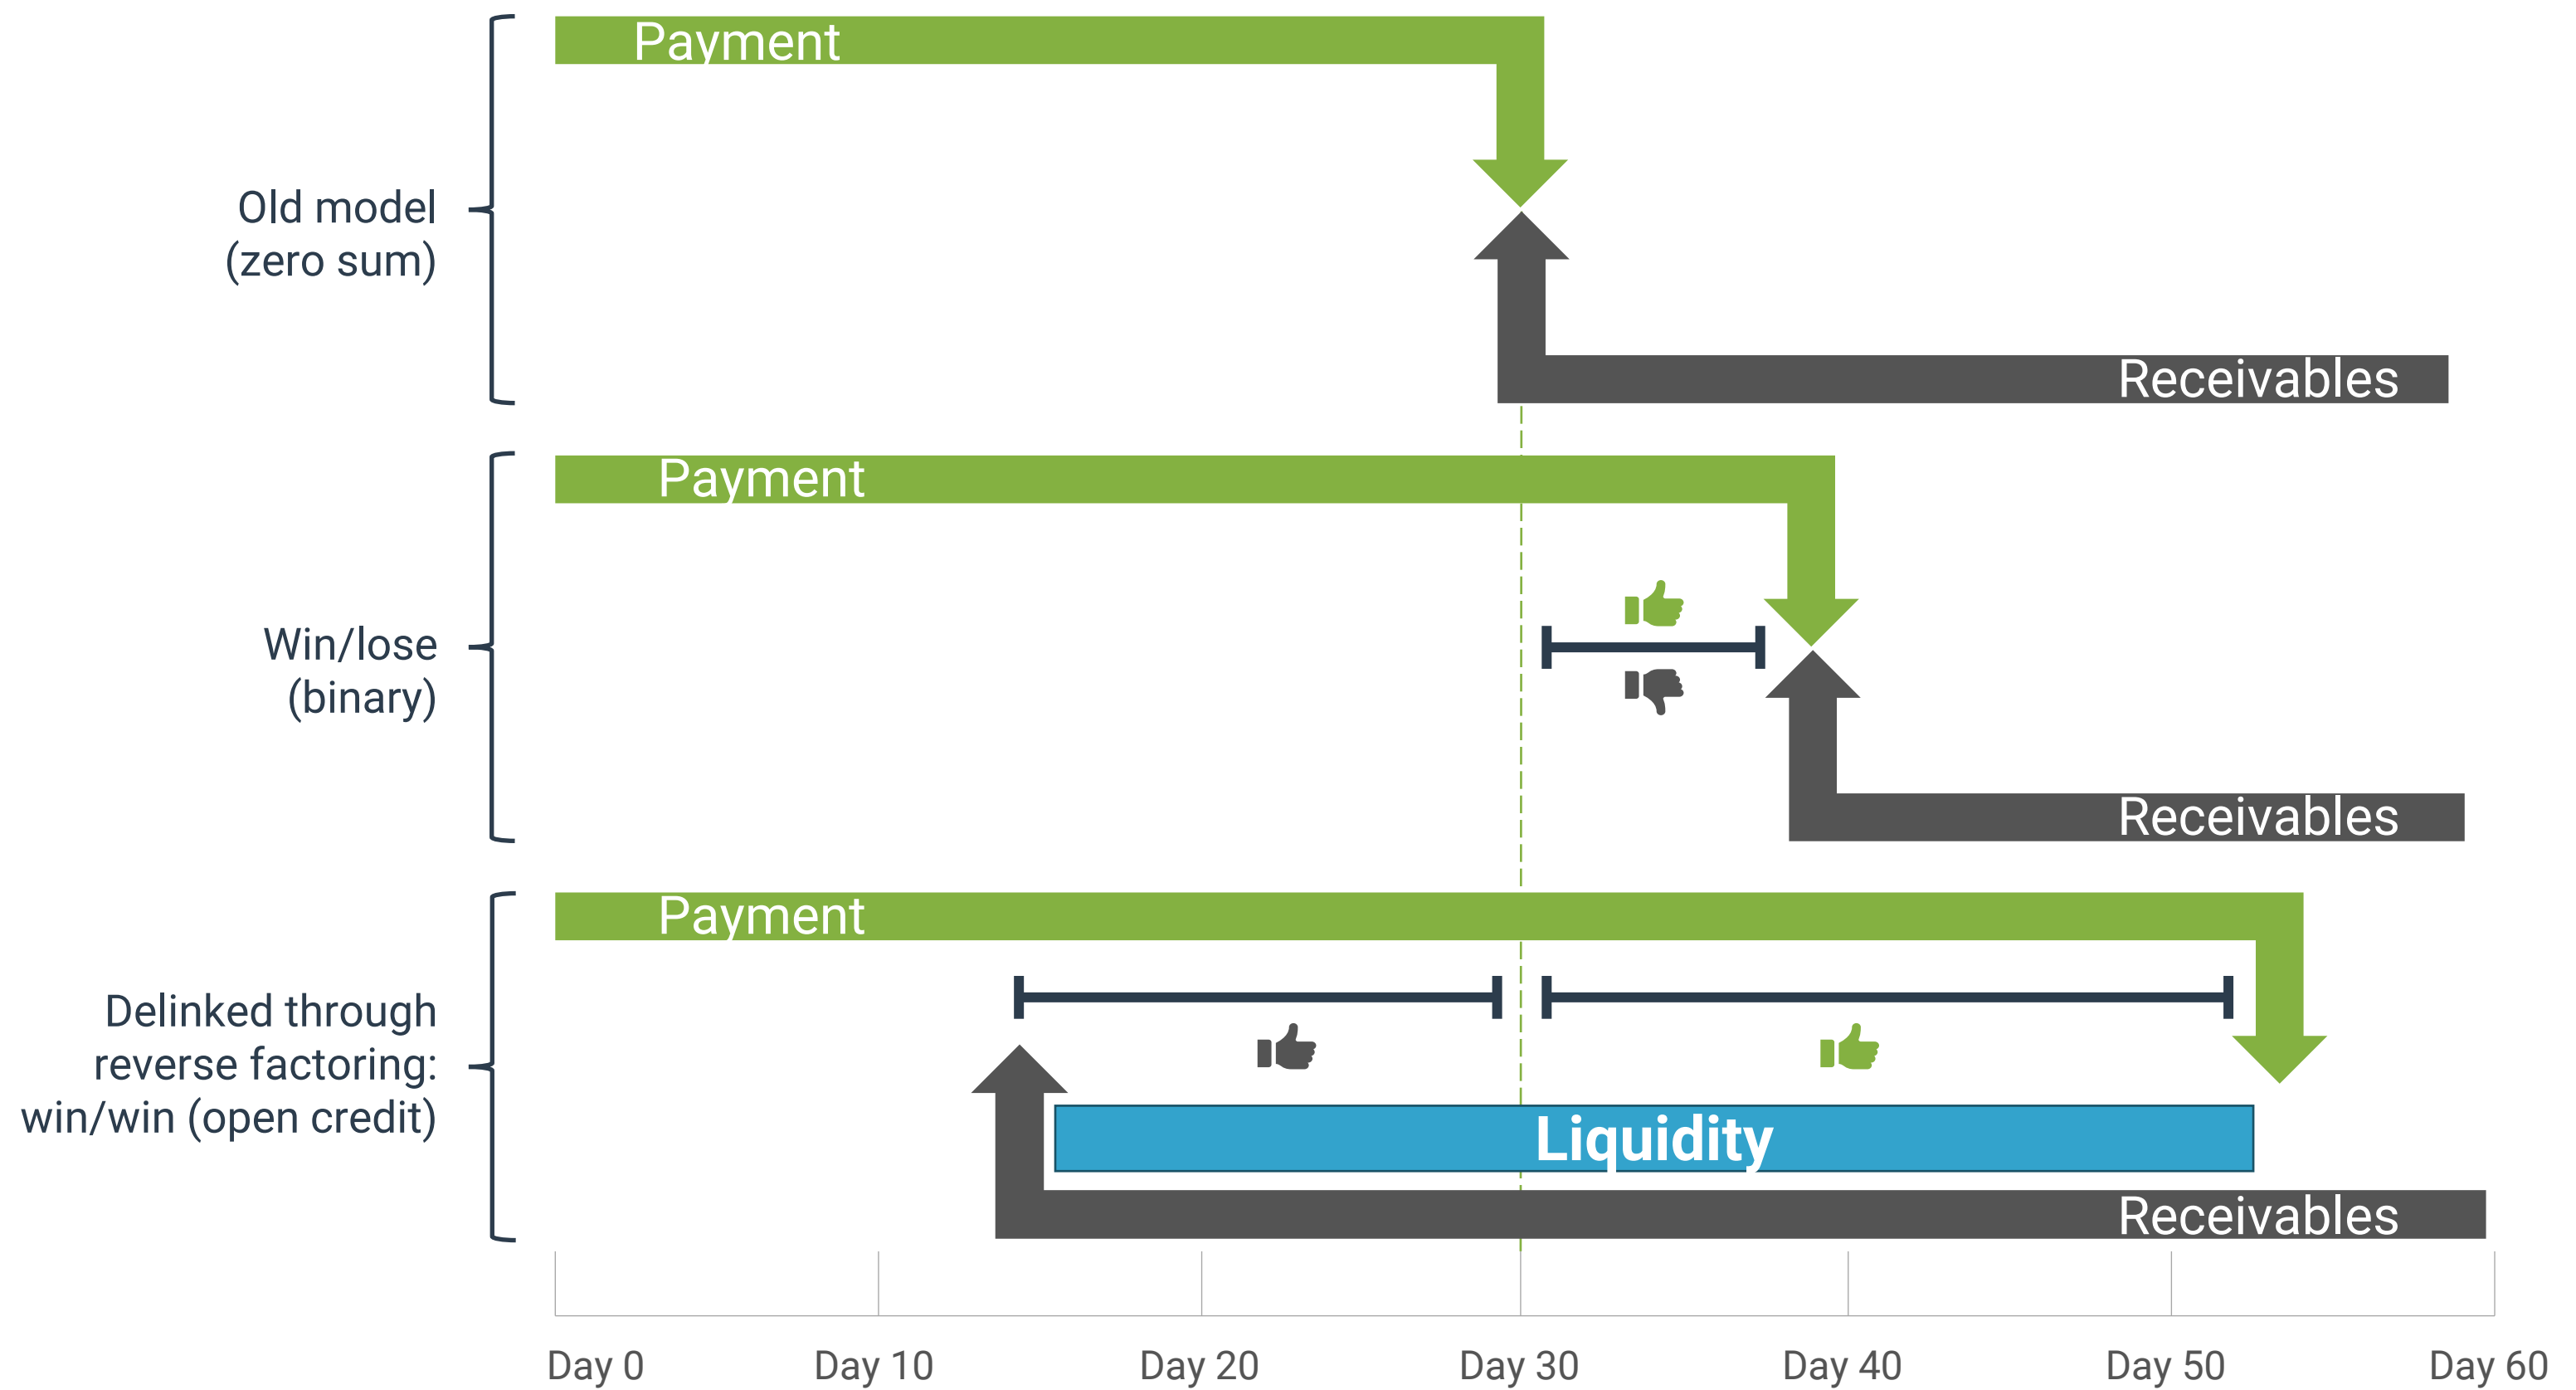 Payment
Old model
(zero sum)
Receivables
Payment
Win/lose
(binary)
Receivables
Payment
Delinked through
reverse factoring:
win/win (open credit)
Liquidity
Receivables
Day 0 Day 10 Day 20 Day 30 Day 40 Day 50 Day 60